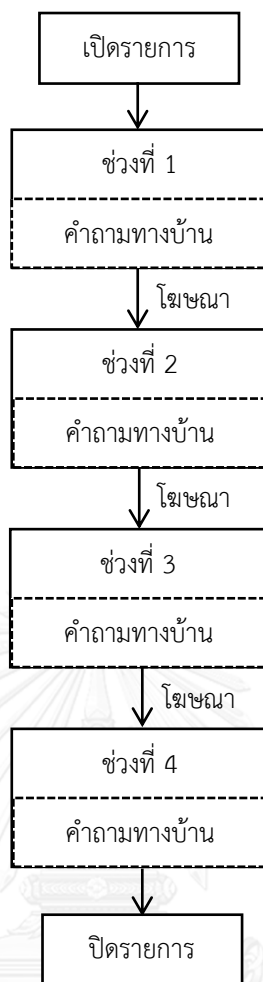 เปิดรายการ
ช่วงที่ 1
คำถามทางบ้าน
โฆษณา
ช่วงที่ 2
คำถามทางบ้าน
โฆษณา
ช่วงที่ 3
คำถามทางบ้าน
โฆษณา
ช่วงที่ 4
คำถามทางบ้าน
ปิดรายการ